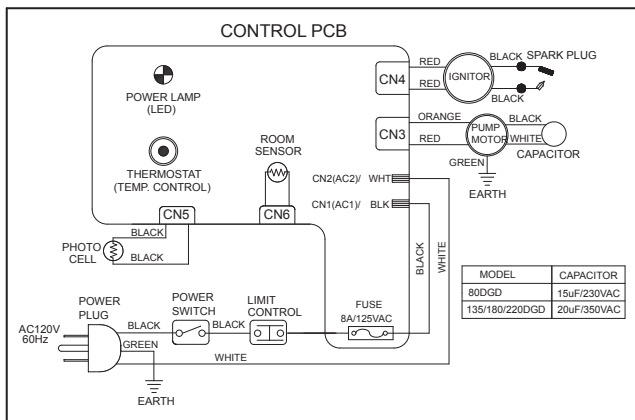 CONTROL PCB
POWER LAMP
(LED)
THERMOSTAT
(TEMP. CONTROL)
ROOM
SENSOR
CN4
RED
RED
IGNITOR
BLACK
SPARK PLUG
BLACK
CN3
ORANGE
RED
PUMP
MOTOR
BLACK
WHITE
CAPACITOR
GREEN
EARTH
CN2(AC2)/ WHT
CN1(AC1)/ BLK
CN5
CN6
BLACK
BLACK
PHOTO
CELL
BLACK
WHITE
MODEL CAPACITOR
80DGD 15uF/230VAC
135/180/220DGD 20uF/350VAC
AC120V
60Hz
POWER
PLUG
BLACK
GREEN
POWER
SWITCH
BLACK
LIMIT
CONTROL
FUSE
8A/125VAC
WHITE
EARTH